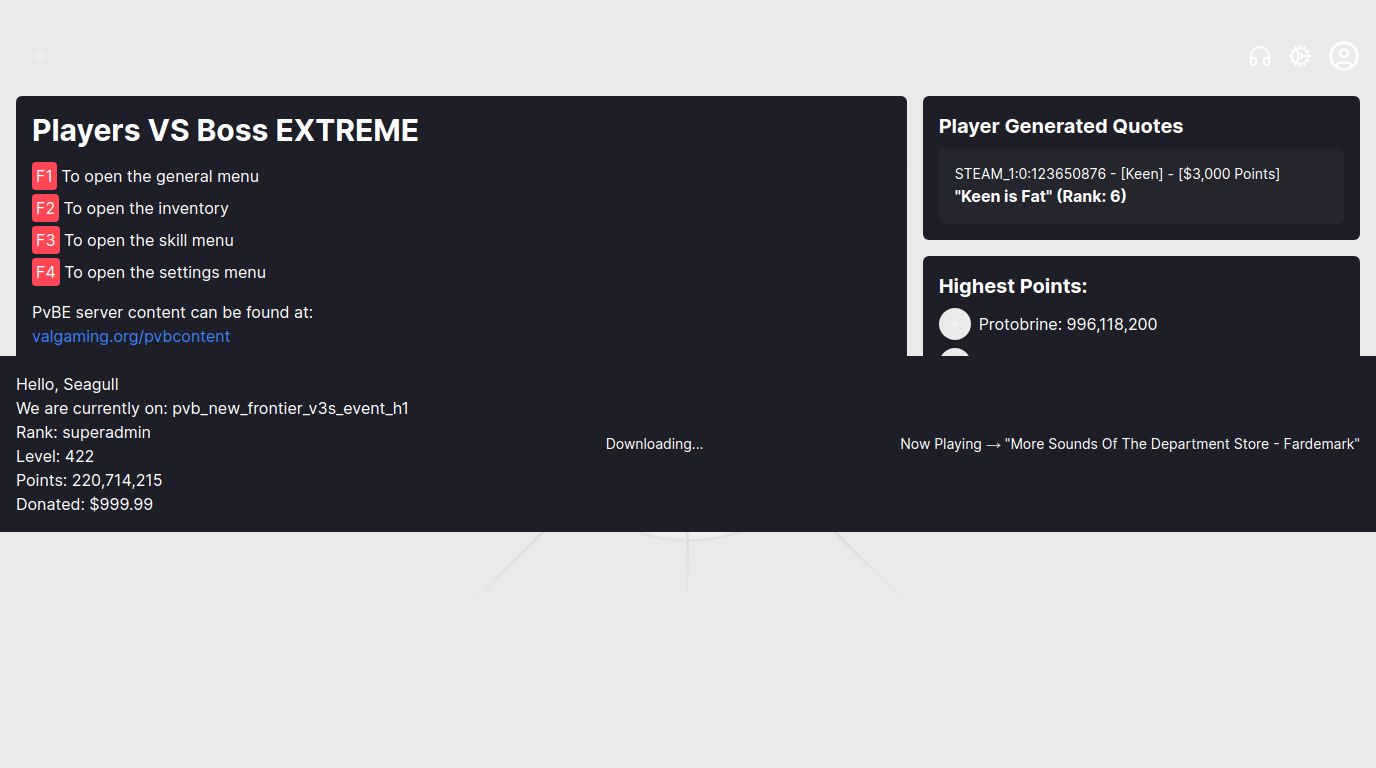 Players VS Boss EXTREME
F1 To open the general menu
F2 To open the inventory
F3 To open the skill menu
F4 To open the settings menu
PvBE server content can be found at:
valgaming.org/pvbcontent
Player Generated Quotes
STEAM_1:0:123650876 - [Keen] - [$3,000 Points]
"Keen is Fat" (Rank: 6)
Highest Points:
Protobrine: 996,118,200
Hello, Seagull
We are currently on: pvb_new_frontier_v3s_event_h1
Rank: superadmin
Level: 422
Points: 220,714,215
Donated: $999.99
Downloading...
Now Playing → "More Sounds Of The Department Store - Fardemark"